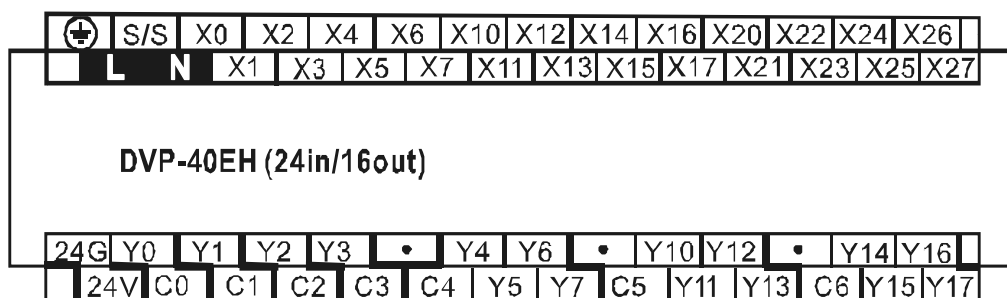 S/S X0 X2 X4 X6 X10 X12 X14 X16 X20 X22 X24 X26
L N X1 X3 X5 X7 X11 X13 X15 X17 X21 X23 X25 X27
DVP-40EH (24in/16out)
24G Y0 Y1 Y2 Y3 • Y4 Y6 • Y10 Y12 • Y14 Y16
24V C0 C1 C2 C3 C4 Y5 Y7 C5 Y11 Y13 C6 Y15 Y17